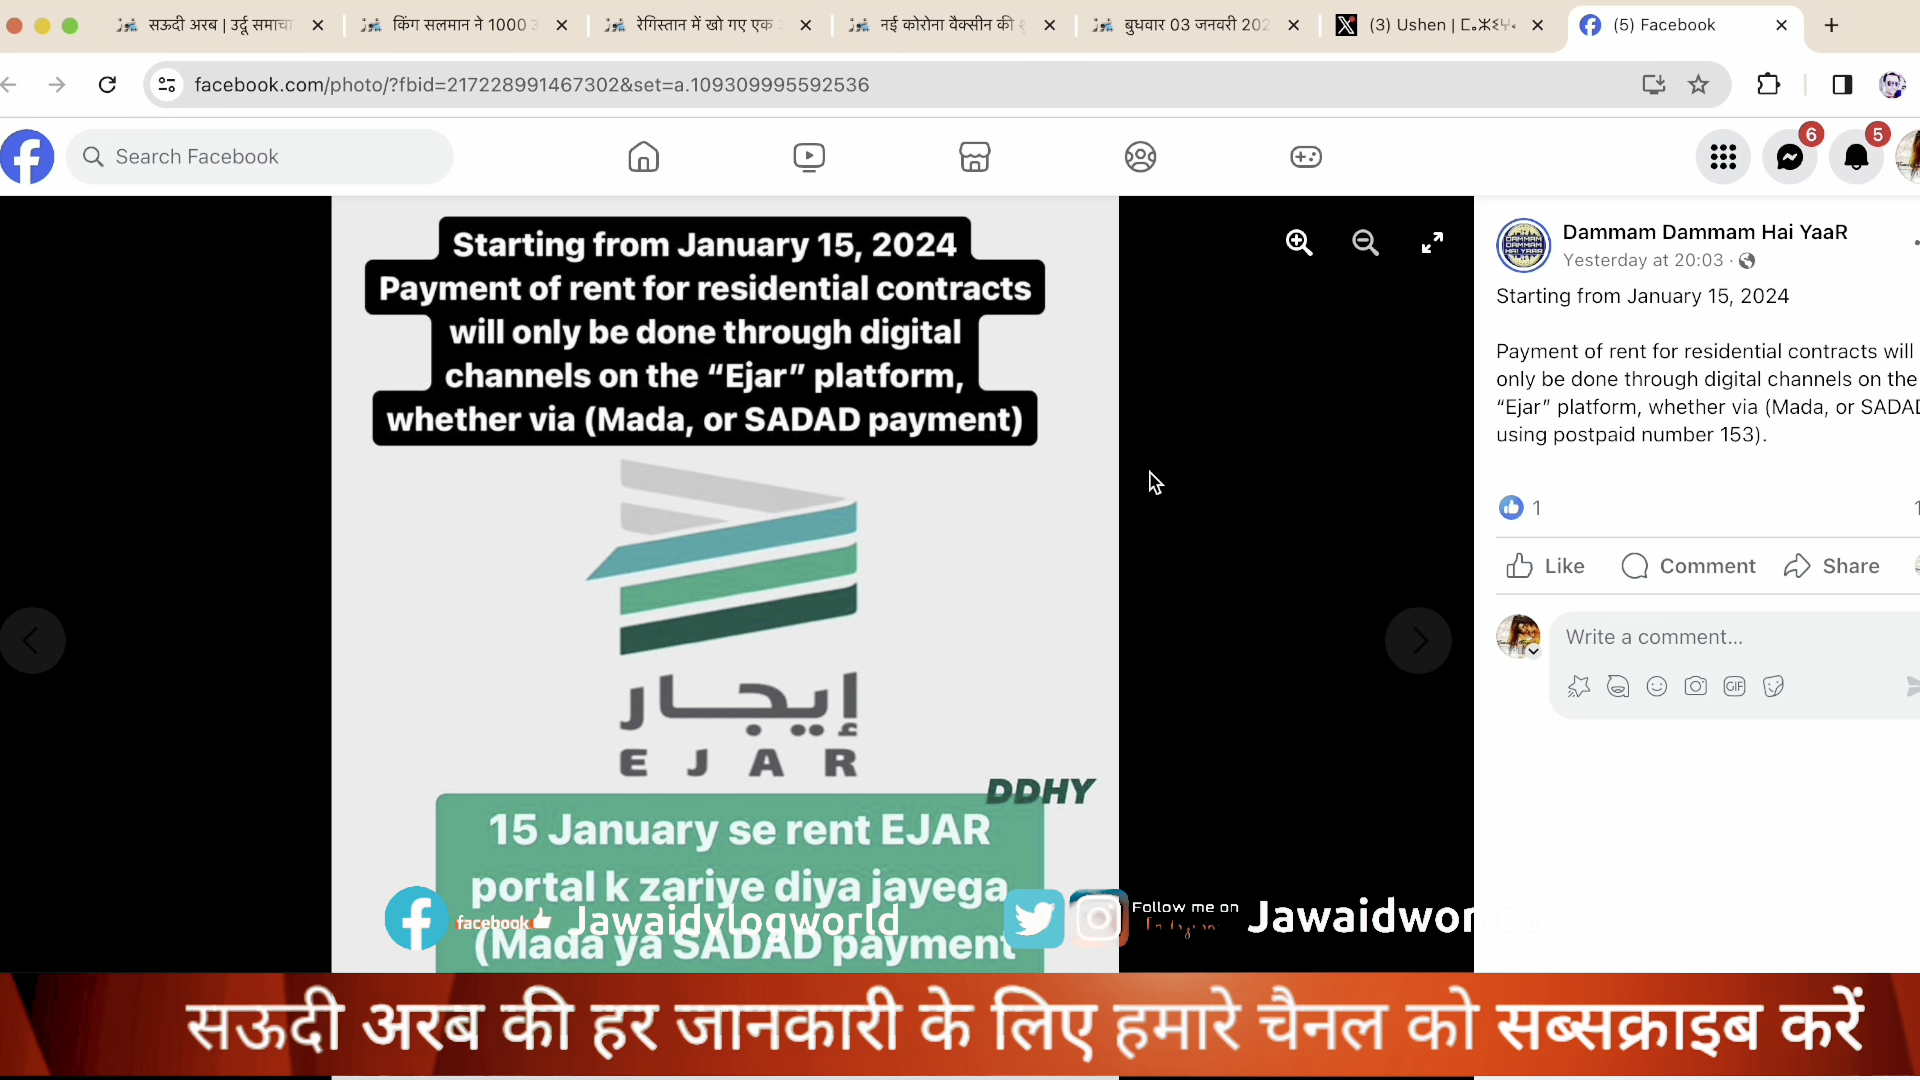 सऊदी अरब | उर्दू समाचा
किंग सलमान ने 1000
रेगिस्तान में खो गए एक
नई कोरोना वैक्सीन की
बुधवार 03 जनवरी 202
(3) Ushen |
(5) Facebook
facebook.com/photo/?fbid=217228991467302&set=a.109309995592536
Search Facebook
6
5
Starting from January 15, 2024
Payment of rent for residential contracts
will only be done through digital
channels on the “Ejar” platform,
whether via (Mada, or SADAD payment)
إيجار
EJAR
DDHY
15 January se rent EJAR
portal k zariye diya jayega
(Mada ya SADAD payment
Dammam Dammam Hai YaaR
Yesterday at 20:03 ·
Starting from January 15, 2024
Payment of rent for residential contracts will
only be done through digital channels on the
“Ejar” platform, whether via (Mada, or SADAD
using postpaid number 153).
1
Like
Comment
Share
Write a comment...
GIF
facebook
Jawaidvlogworld
Follow me on
Jawaidwor
सऊदी अरब की हर जानकारी के लिए हमारे चैनल को सब्सक्राइब करें